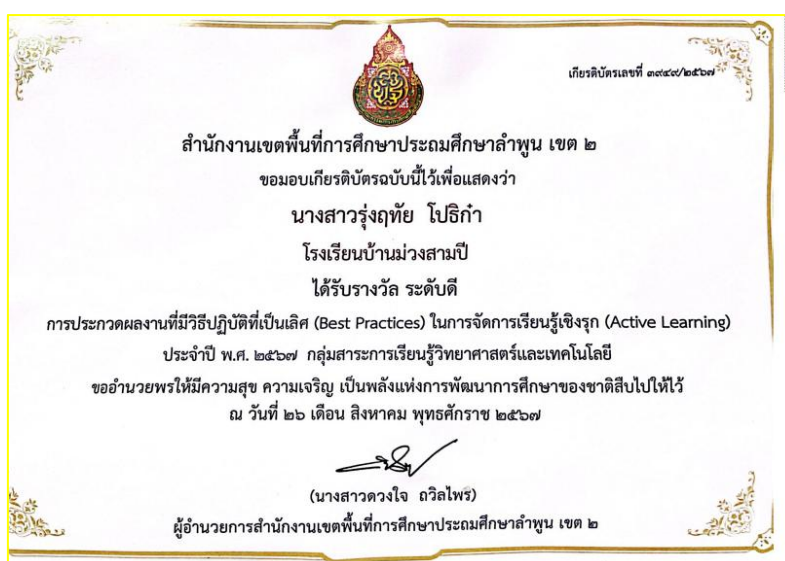 เกียรติบัตรเลขที่ ๓๙๔๙/๒๕๖๗
สำนักงานเขตพื้นที่การศึกษาประถมศึกษาลำพูน เขต ๒
ขอมอบเกียรติบัตรฉบับนี้ไว้เพื่อแสดงว่า
นางสาวรุ่งฤทัย โปธิก๋า
โรงเรียนบ้านม่วงสามปี
ได้รับรางวัล ระดับดี
การประกวดผลงานที่มีวิธีปฏิบัติที่เป็นเลิศ (Best Practices) ในการจัดการเรียนรู้เชิงรุก (Active Learning)
ประจำปี พ.ศ. ๒๕๖๗ กลุ่มสาระการเรียนรู้วิทยาศาสตร์และเทคโนโลยี
ขออำนวยพรให้มีความสุข ความเจริญ เป็นพลังแห่งการพัฒนาการศึกษาของชาติสืบไปให้ไว้
ณ วันที่ ๒๖ เดือน สิงหาคม พุทธศักราช ๒๕๖๗
(นางสาวดวงใจ ถวิลไพร)
ผู้อำนวยการสำนักงานเขตพื้นที่การศึกษาประถมศึกษาลำพูน เขต ๒